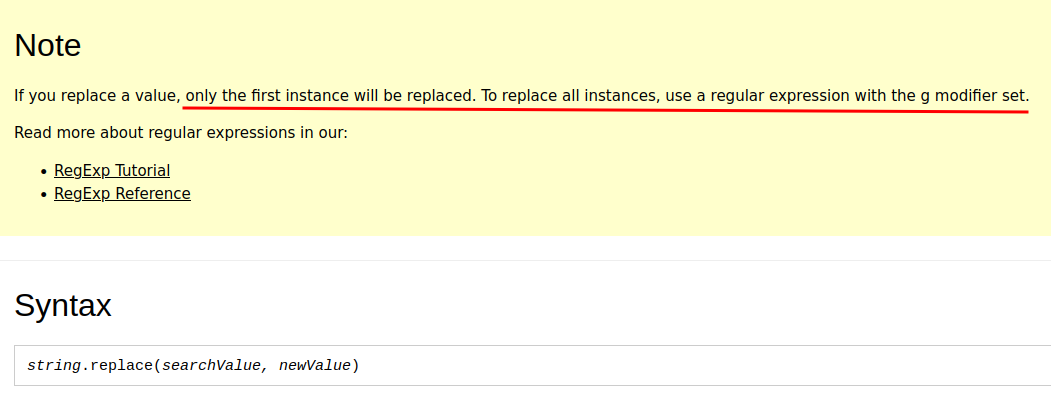 Note
If you replace a value, only the first instance will be replaced. To replace all instances, use a regular expression with the g modifier set.
Read more about regular expressions in our:
• RegExp Tutorial
• RegExp Reference
Syntax
string.replace(searchValue, newValue)